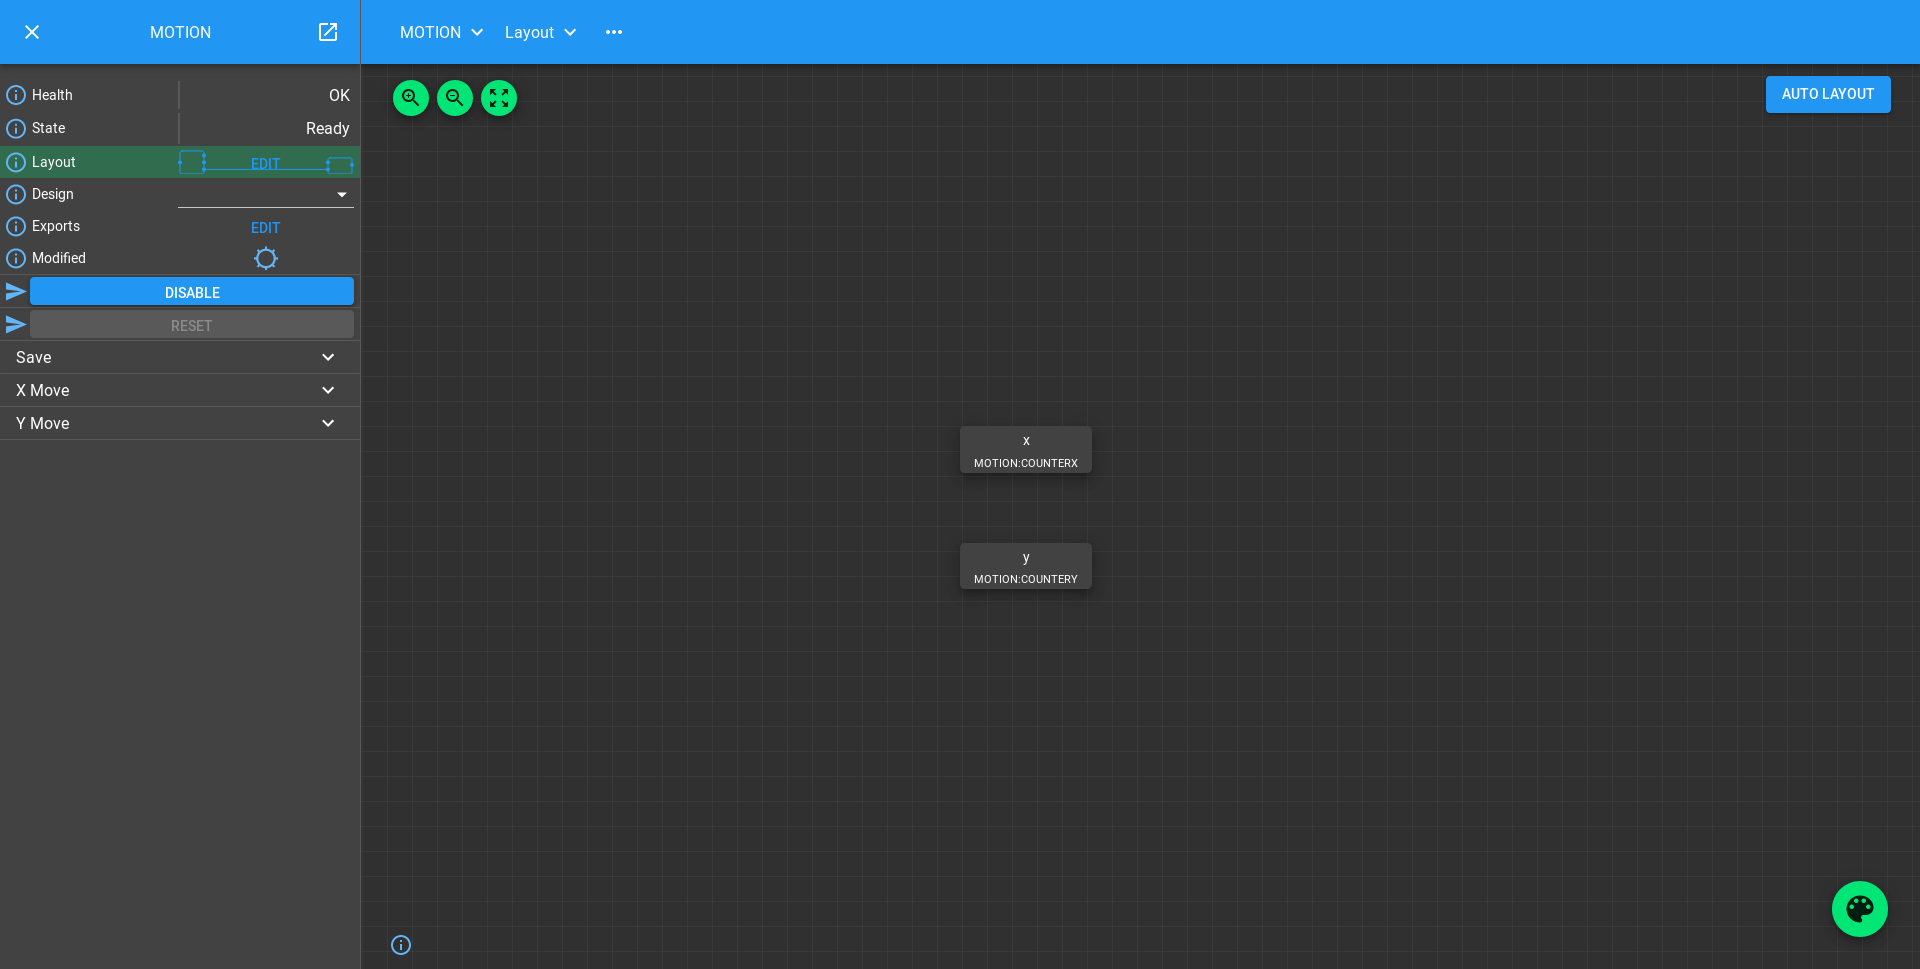 MOTION
MOTION
Layout
Health
OK
State
Ready
Layout
EDIT
Design
Exports
EDIT
Modified
DISABLE
RESET
Save
X Move
Y Move
AUTO LAYOUT
x
MOTION:COUNTERX
y
MOTION:COUNTERY